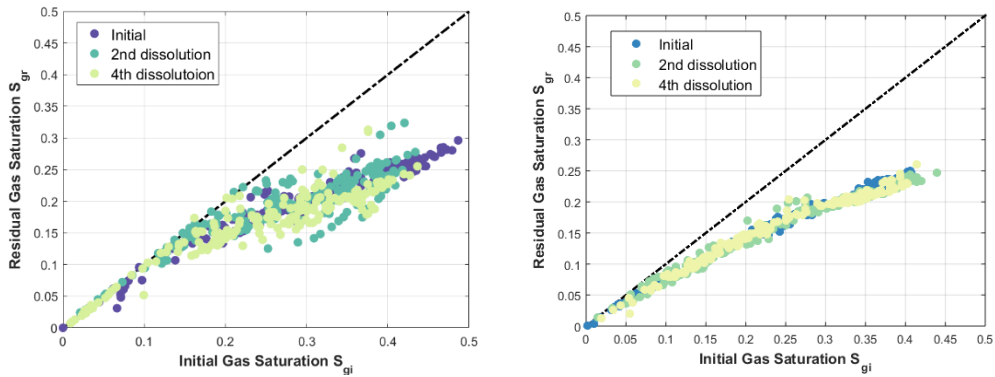 Residual Gas Saturation S_gr
0.5
0.45
0.4
0.35
0.3
0.25
0.2
0.15
0.1
0.05
0
Initial
2nd dissolution
4th dissolutoion
0 0.1 0.2 0.3 0.4 0.5
Initial Gas Saturation S_gi
Residual Gas Saturation S_gr
0.5
0.45
0.4
0.35
0.3
0.25
0.2
0.15
0.1
0.05
0
Initial
2nd dissolution
4th dissolution
0 0.05 0.1 0.15 0.2 0.25 0.3 0.35 0.4 0.45 0.5
Initial Gas Saturation S_gi